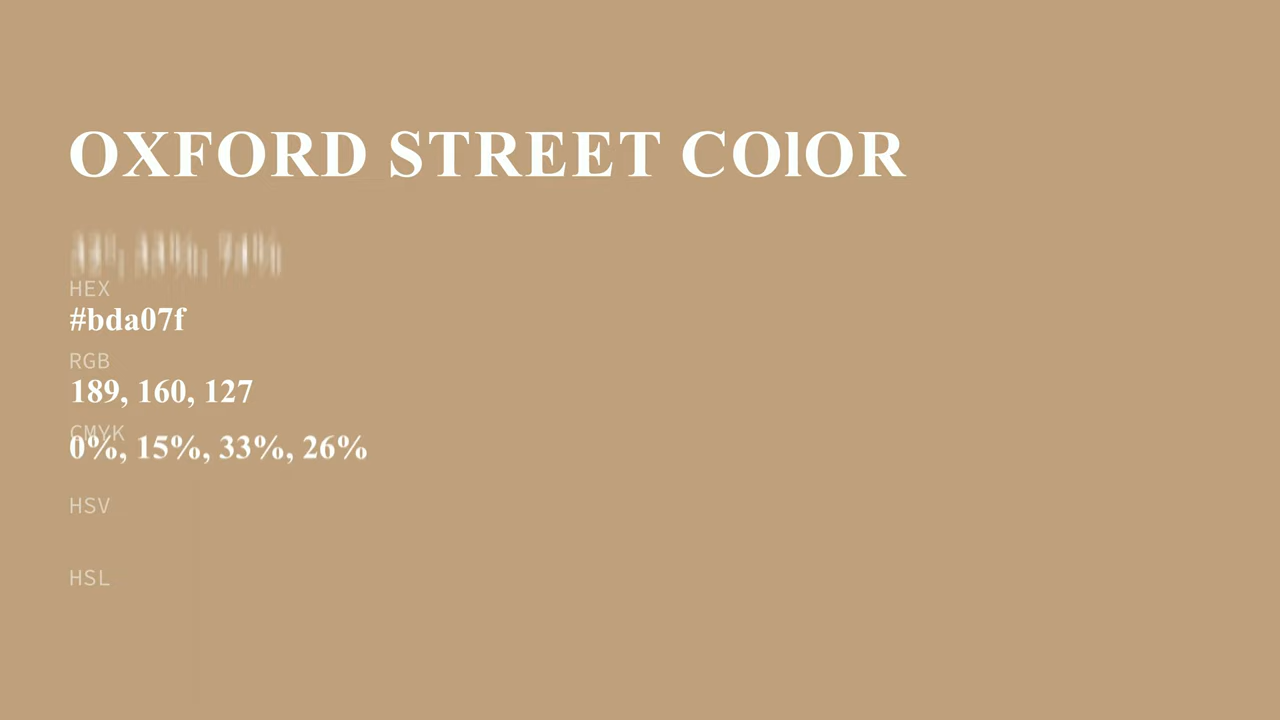 OXFORD STREET COlOR
HEX
#bda07f
RGB
189, 160, 127
CMYK
0%, 15%, 33%, 26%
HSV
HSL